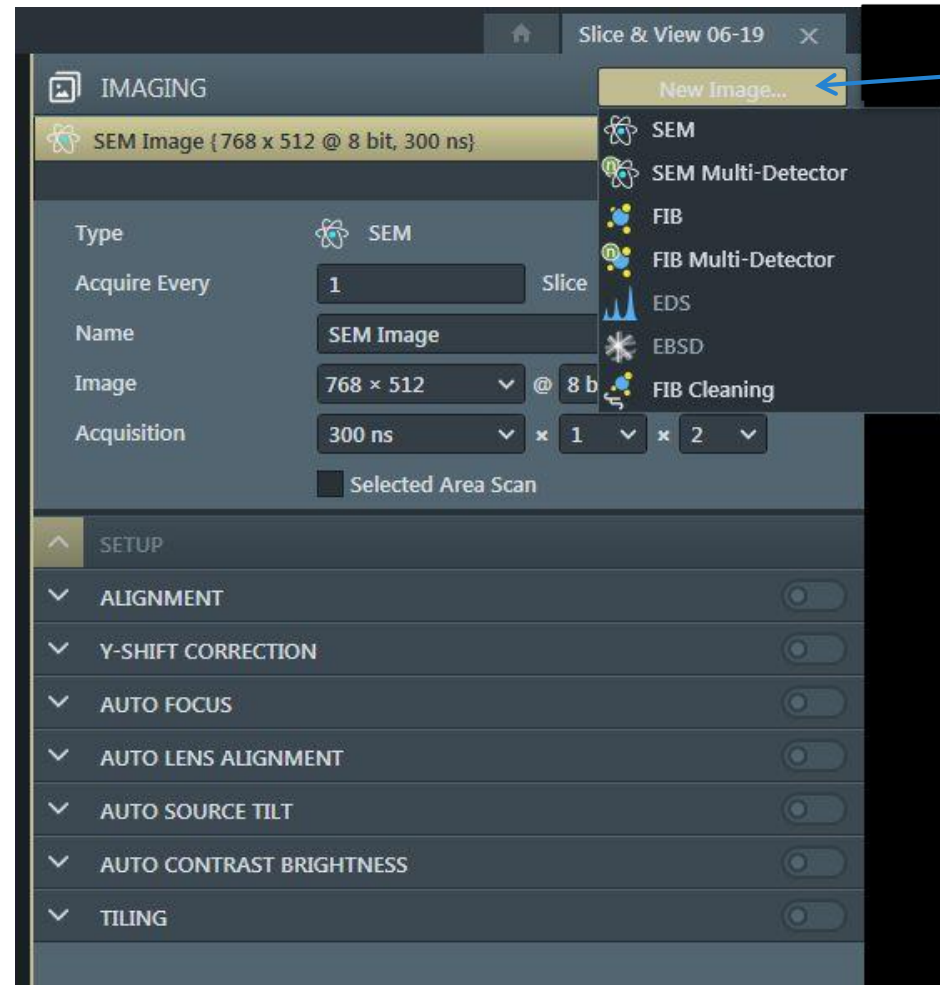 Slice & View 06-19
IMAGING
New Image...
SEM Image {768 x 512 @ 8 bit, 300 ns}
SEM
SEM Multi-Detector
FIB
FIB Multi-Detector
EDS
EBSD
FIB Cleaning
Type SEM
Acquire Every 1 Slice
Name SEM Image
Image 768 × 512 @ 8 b
Acquisition 300 ns x 1 x 2
Selected Area Scan
SETUP
ALIGNMENT
Y-SHIFT CORRECTION
AUTO FOCUS
AUTO LENS ALIGNMENT
AUTO SOURCE TILT
AUTO CONTRAST BRIGHTNESS
TILING